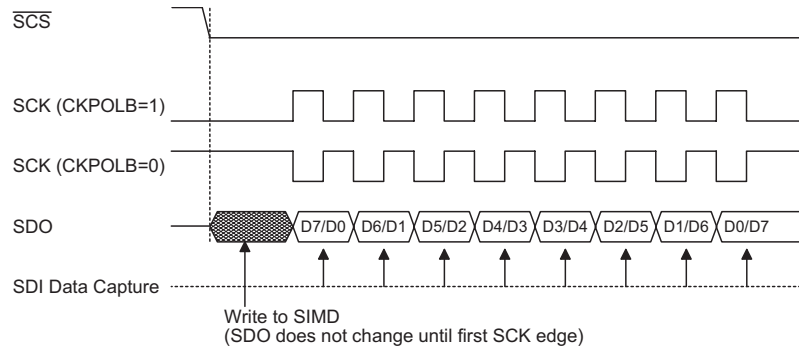 SCS
SCK (CKPOLB=1)
SCK (CKPOLB=0)
SDO
D7/D0 D6/D1 D5/D2 D4/D3 D3/D4 D2/D5 D1/D6 D0/D7
SDI Data Capture
Write to SIMD
(SDO does not change until first SCK edge)